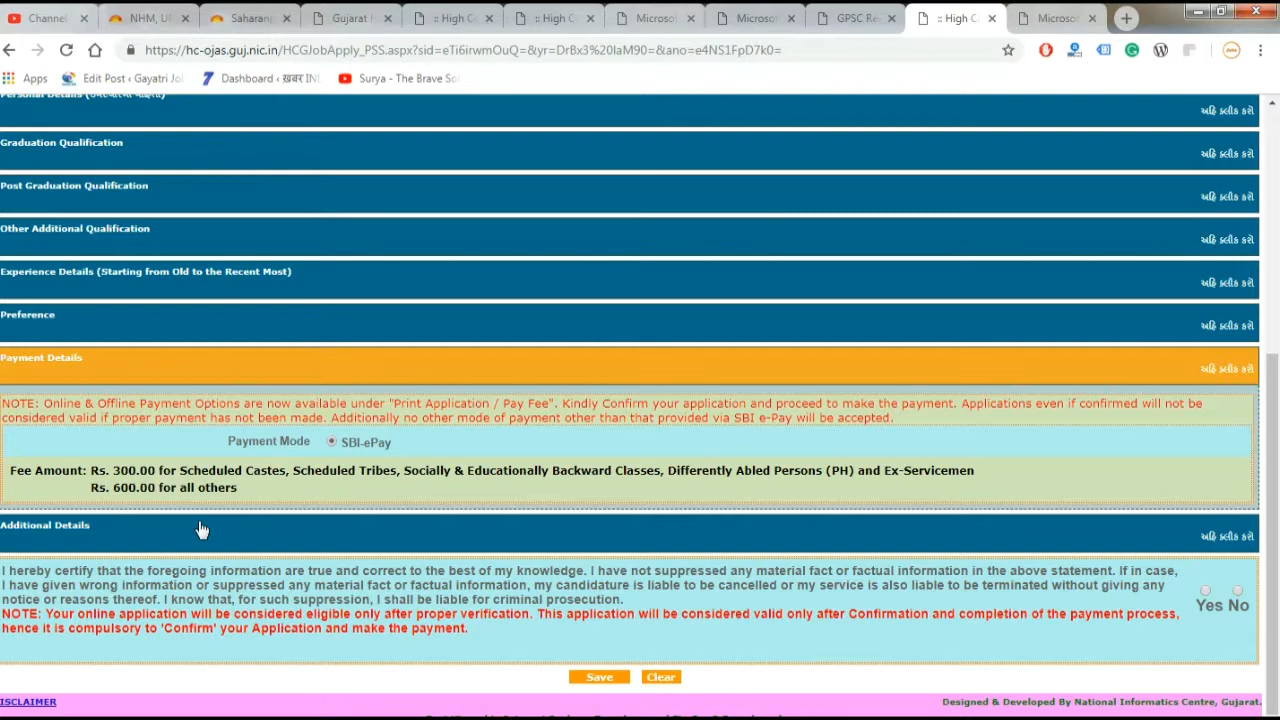 Channel
NHM, UP
Saharanp
Gujarat H
:: High C
:: High C
Microsof
Microsof
GPSC Re
:: High C
Microsof
https://hc-ojas.guj.nic.in/HCGJobApply_PSS.aspx?sid=eTi6irwmOuQ=&yr=DrBx3%20laM90=&ano=e4NS1FpD7k0=
Apps
Edit Post ‹ Gayatri Jo
Dashboard ‹ ख़बर INI
Surya - The Brave So
Personal Details
અહિ ક્લીક કરો
Graduation Qualification
અહિ ક્લીક કરો
Post Graduation Qualification
અહિ ક્લીક કરો
Other Additional Qualification
અહિ ક્લીક કરો
Experience Details (Starting from Old to the Recent Most)
અહિ ક્લીક કરો
Preference
અહિ ક્લીક કરો
Payment Details
અહિ ક્લીક કરો
NOTE: Online & Offline Payment Options are now available under "Print Application / Pay Fee". Kindly Confirm your application and proceed to make the payment. Applications even if confirmed will not be
considered valid if proper payment has not been made. Additionally no other mode of payment other than that provided via SBI e-Pay will be accepted.
Payment Mode SBI-ePay
Fee Amount: Rs. 300.00 for Scheduled Castes, Scheduled Tribes, Socially & Educationally Backward Classes, Differently Abled Persons (PH) and Ex-Servicemen
Rs. 600.00 for all others
Additional Details
અહિ ક્લીક કરો
I hereby certify that the foregoing information are true and correct to the best of my knowledge. I have not suppressed any material fact or factual information in the above statement. If in case,
I have given wrong information or suppressed any material fact or factual information, my candidature is liable to be cancelled or my service is also liable to be terminated without giving any
notice or reasons thereof. I know that, for such suppression, I shall be liable for criminal prosecution.
Yes No
NOTE: Your online application will be considered eligible only after proper verification. This application will be considered valid only after Confirmation and completion of the payment process,
hence it is compulsory to 'Confirm' your Application and make the payment.
Save Clear
ISCLAIMER
Designed & Developed By National Informatics Centre, Gujarat.